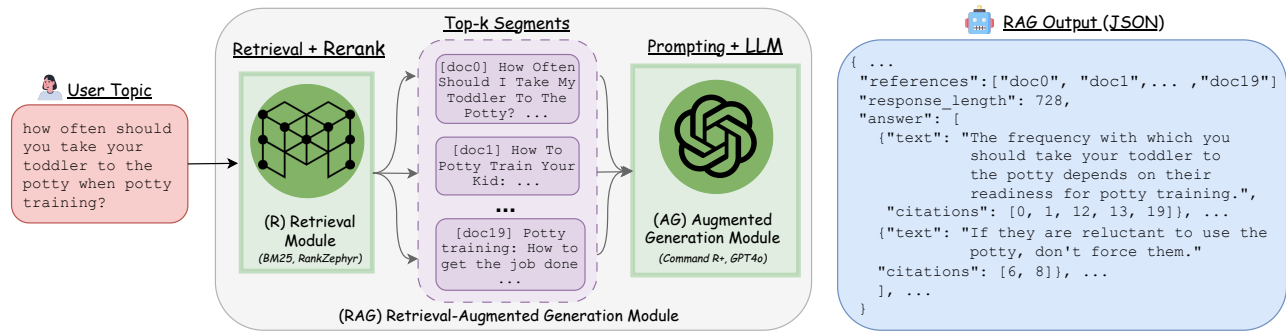 User Topic
how often should
you take your
toddler to the
potty when potty
training?
Retrieval + Rerank
(R) Retrieval
Module
(BM25, RankZephyr)
Top-k Segments
[doc0] How Often
Should I Take My
Toddler To The
Potty? ...
[doc1] How To
Potty Train Your
Kid: ...
...
[doc19] Potty
training: How to
get the job done
...
Prompting + LLM
(AG) Augmented
Generation Module
(Command R+, GPT4o)
(RAG) Retrieval-Augmented Generation Module
RAG Output (JSON)
{ ...
"references":["doc0", "doc1",... ,"doc19"]
"response_length": 728,
"answer": [
{"text": "The frequency with which you
should take your toddler to
the potty depends on their
readiness for potty training.",
"citations": [0, 1, 12, 13, 19]}, ...
{"text": "If they are reluctant to use the
potty, don't force them."
"citations": [6, 8]}, ...
], ...
}